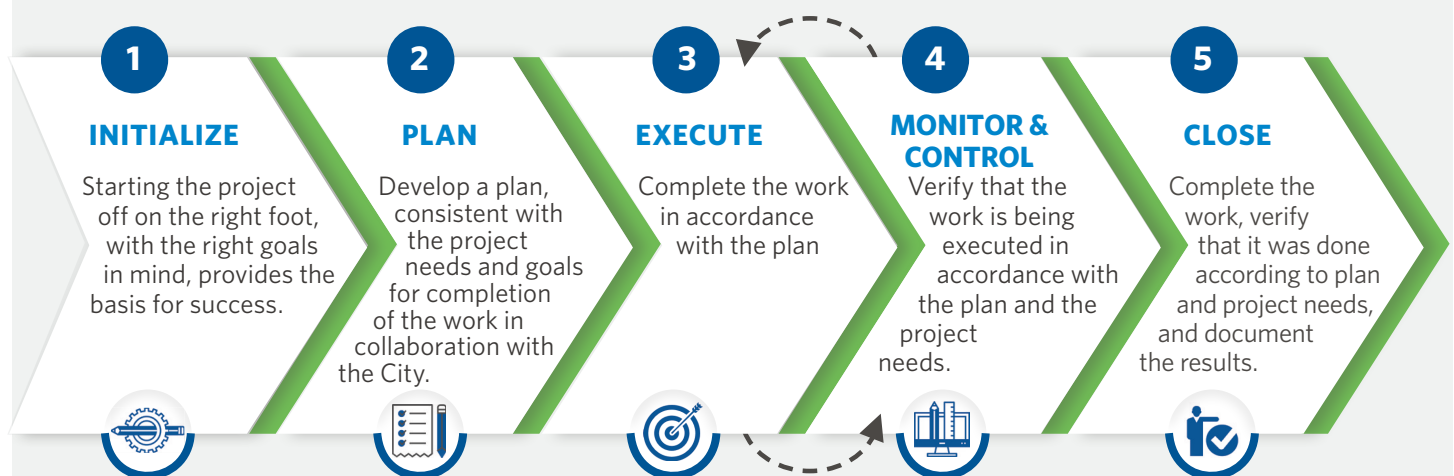 1
INITIALIZE
Starting the project
off on the right foot,
with the right goals
in mind, provides the
basis for success.
2
PLAN
Develop a plan,
consistent with
the project
needs and goals
for completion
of the work in
collaboration with
the City.
3
EXECUTE
Complete the work
in accordance
with the plan
4
MONITOR &
CONTROL
Verify that the
work is being
executed in
accordance with
the plan and the
project
needs.
5
CLOSE
Complete the
work, verify
that it was done
according to plan
and project needs,
and document
the results.